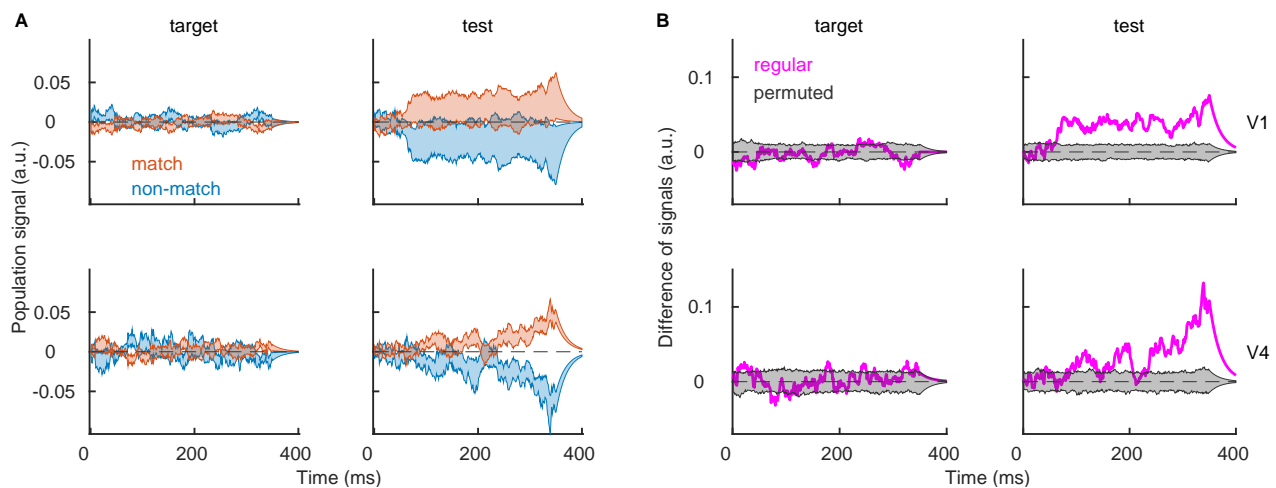 A
target
test
Population signal (a.u.)
0.05
0
-0.05
match
non-match
0.05
0
-0.05
0
200
400
0
200
400
Time (ms)
B
target
test
Difference of signals (a.u.)
0.1
0
regular
permuted
V1
0.1
0
V4
0
200
400
0
200
400
Time (ms)